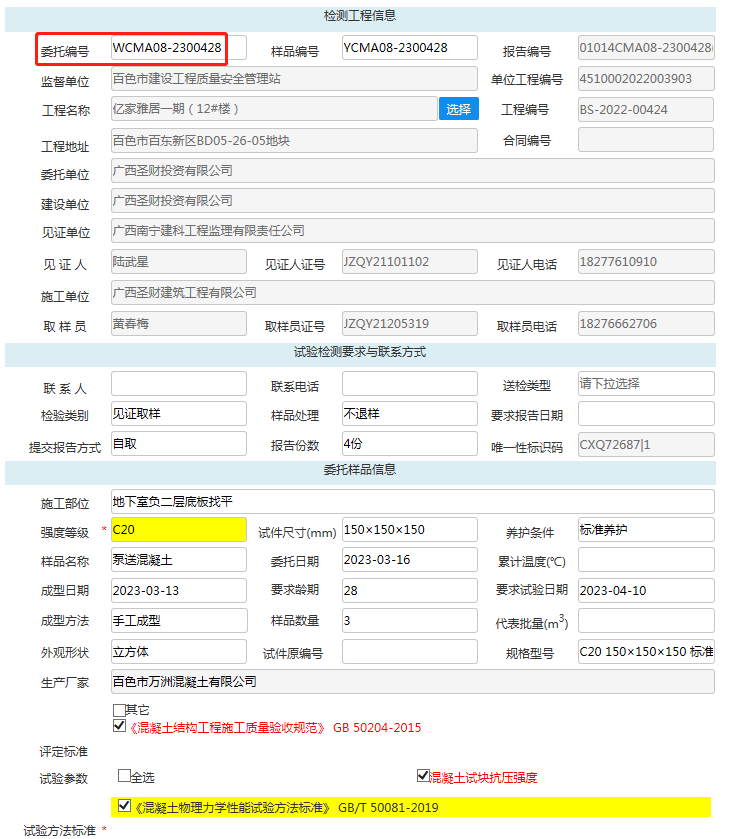 检测工程信息
委托编号 WCMA08-2300428 样品编号 YCMA08-2300428 报告编号 01014CMA08-2300428
监督单位 百色市建设工程质量安全管理站 单位工程编号 4510002022003903
工程名称 亿家雅居一期（12#楼） 选择 工程编号 BS-2022-00424
工程地址 百色市百东新区BD05-26-05地块 合同编号
委托单位 广西圣财投资有限公司
建设单位 广西圣财投资有限公司
见证单位 广西南宁建科工程监理有限责任公司
见 证 人 陆武星 见证人证号 JZQY21101102 见证人电话 18277610910
施工单位 广西圣财建筑工程有限公司
取 样 员 黄春梅 取样员证号 JZQY21205319 取样员电话 18276662706
试验检测要求与联系方式
联 系 人 联系电话 送检类型 请下拉选择
检验类别 见证取样 样品处理 不退样 要求报告日期
提交报告方式 自取 报告份数 4份 唯一性标识码 CXQ72687|1
委托样品信息
施工部位 地下室负二层底板找平
强度等级 * C20 试件尺寸(mm) 150×150×150 养护条件 标准养护
样品名称 泵送混凝土 委托日期 2023-03-16 累计温度(℃)
成型日期 2023-03-13 要求龄期 28 要求试验日期 2023-04-10
成型方法 手工成型 样品数量 3 代表批量(m³)
外观形状 立方体 试件原编号 规格型号 C20 150×150×150 标准
生产厂家 百色市万洲混凝土有限公司
其它
《混凝土结构工程施工质量验收规范》 GB 50204-2015
评定标准
试验参数 全选 混凝土试块抗压强度
《混凝土物理力学性能试验方法标准》 GB/T 50081-2019
试验方法标准 *